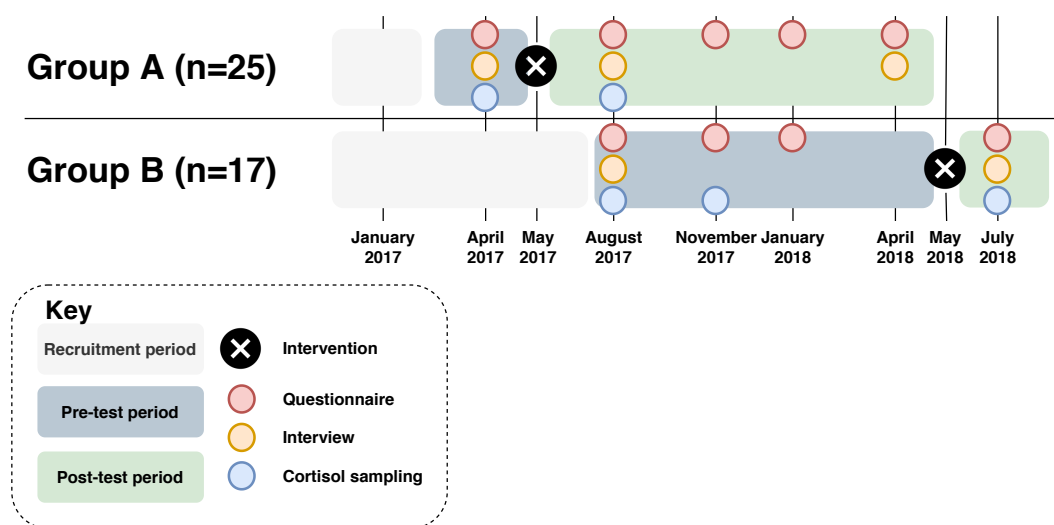 Group A (n=25)
Group B (n=17)
January 2017
April 2017
May 2017
August 2017
November 2017
January 2018
April 2018
May 2018
July 2018
Key
Recruitment period
Intervention
Pre-test period
Questionnaire
Interview
Post-test period
Cortisol sampling